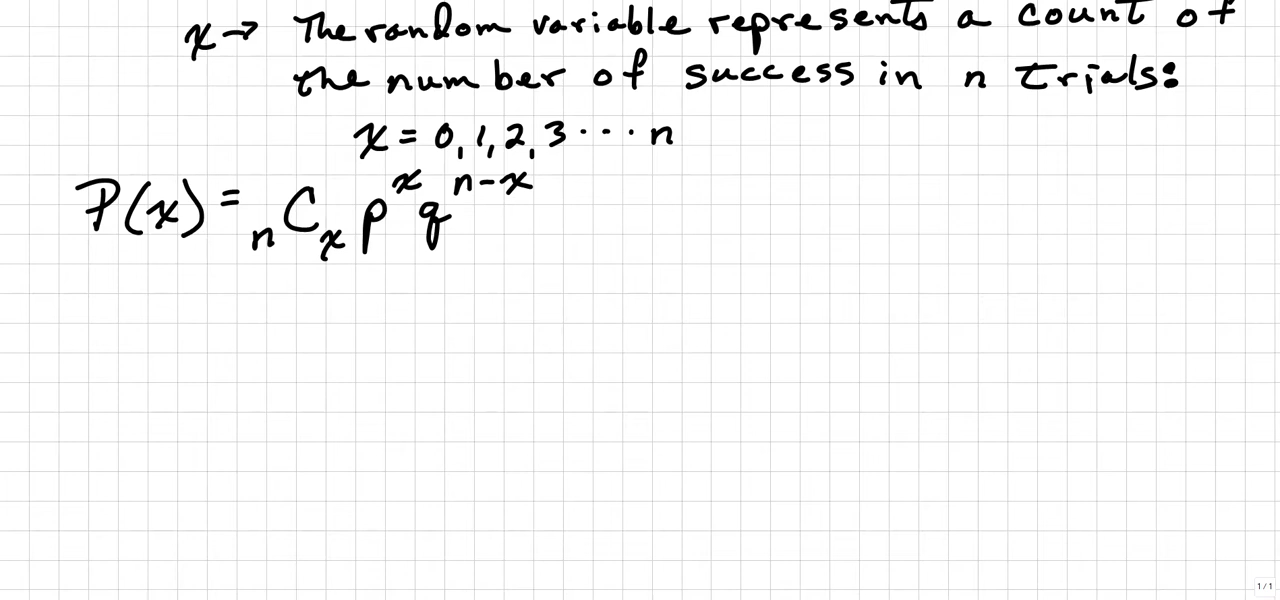 x → The random variable represents a count of
the number of success in n trials:
x = 0, 1, 2, 3 ··· n
P(x) = nCx p^x q^(n-x)
1/1